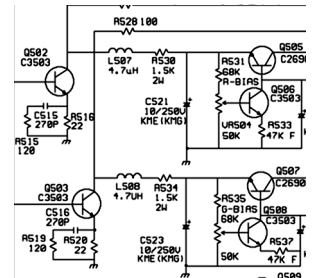 R528 100
Q502
C3503
L507
4.7uH
R530
1.5K
2W
R531
68K
R-BIAS
Q505
C2690
Q506
C3503
C515
270P
R516
22
R515
120
C521
10/250V
KME(KMG)
VR504
50K
R533
47K F
Q503
C3503
L508
4.7UH
R534
1.5K
2W
R535
G-BIAS
68K
Q507
C2690
Q508
C3503
C516
270P
R519
120
R520
22
C523
10/250V
KME(KMG)
50K
R537
47K F
Q509